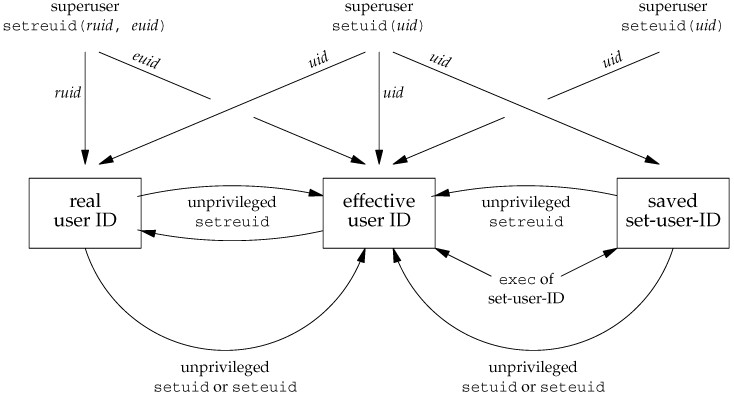 superuser
setreuid(ruid, euid)
superuser
setuid(uid)
superuser
seteuid(uid)
ruid
euid
uid
uid
uid
uid
real
user ID
unprivileged
setreuid
effective
user ID
unprivileged
setreuid
saved
set-user-ID
exec of
set-user-ID
unprivileged
setuid or seteuid
unprivileged
setuid or seteuid